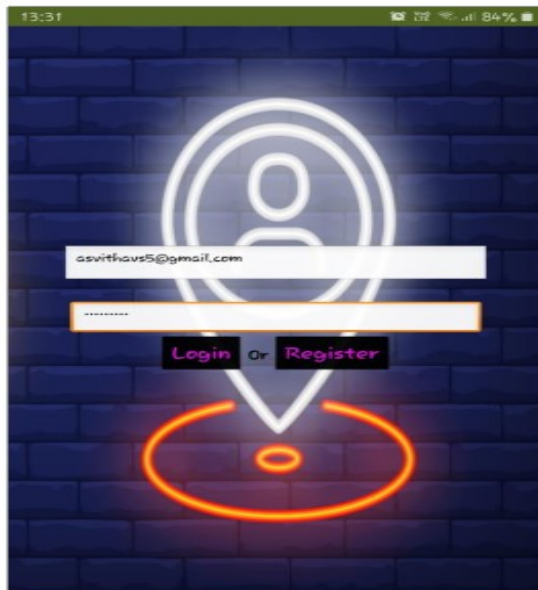 13:31 84%
asvithavs5@gmail.com
---------
Login Or Register